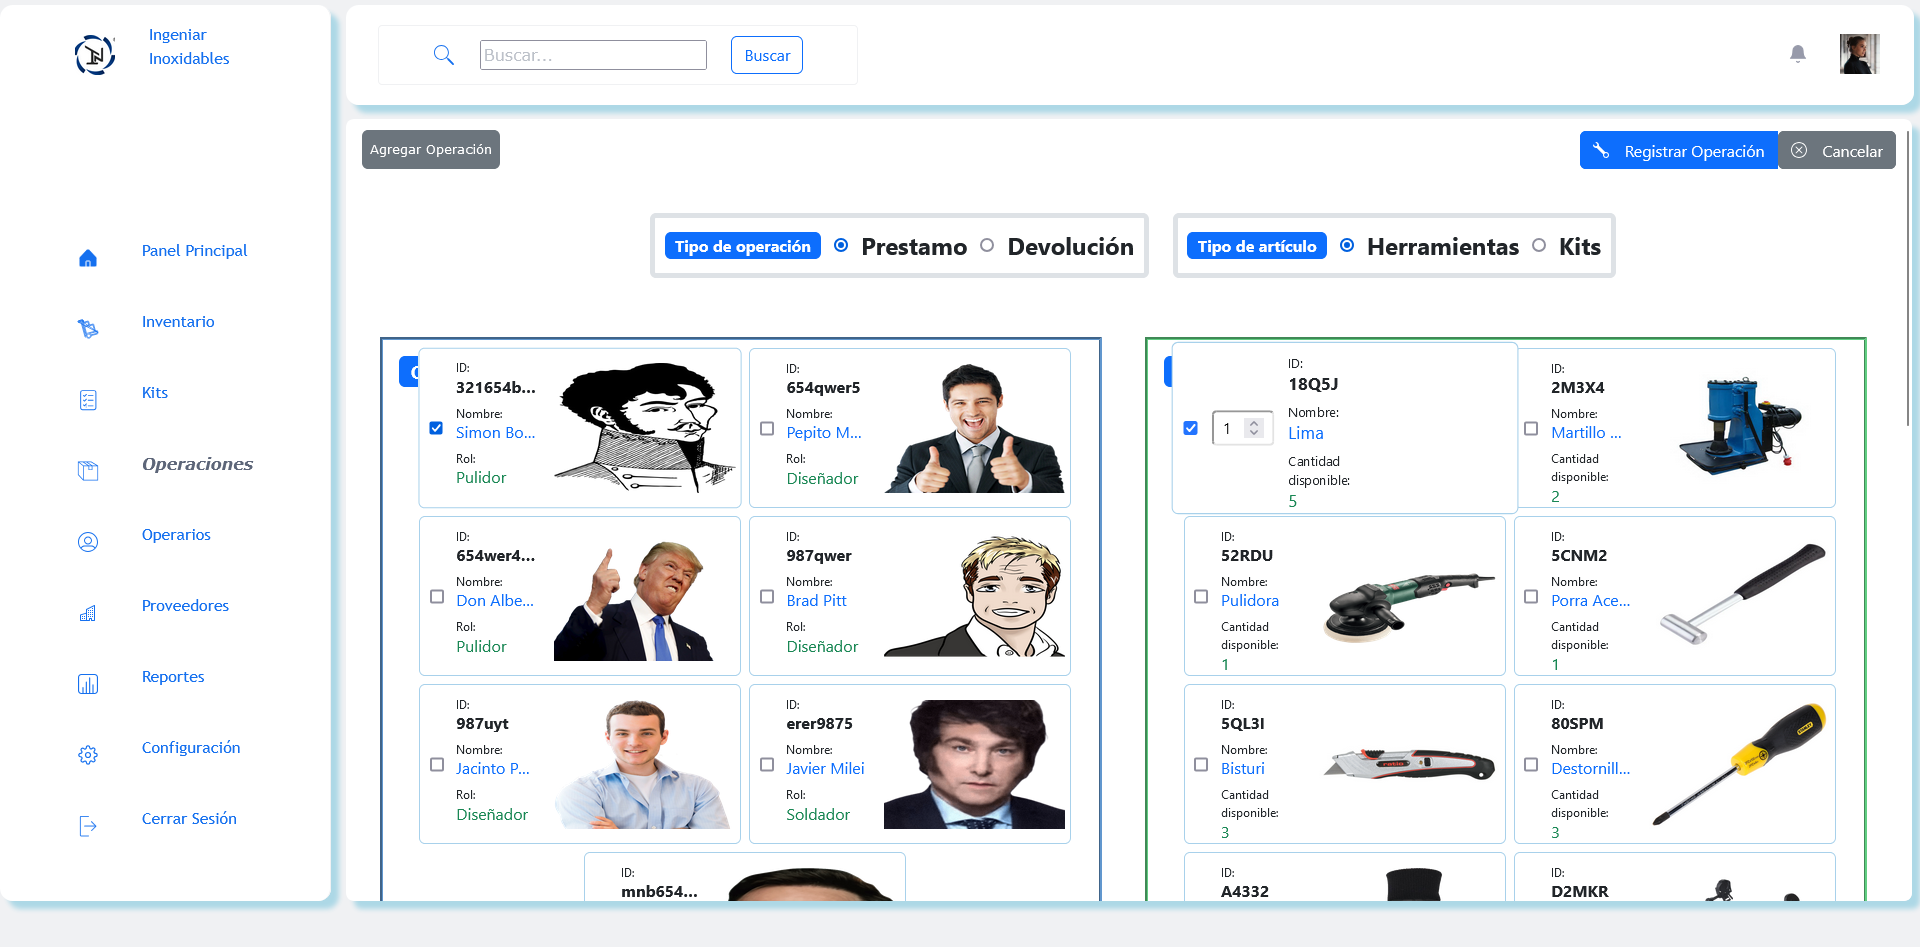 Ingeniar
Inoxidables
Panel Principal
Inventario
Kits
Operaciones
Operarios
Proveedores
Reportes
Configuración
Cerrar Sesión
Buscar...
Buscar
Agregar Operación
Registrar Operación
Cancelar
Tipo de operación
Prestamo
Devolución
Tipo de artículo
Herramientas
Kits
ID:
321654b...
Nombre:
Simon Bo...
Rol:
Pulidor
ID:
654qwer5
Nombre:
Pepito M...
Rol:
Diseñador
ID:
654wer4...
Nombre:
Don Albe...
Rol:
Pulidor
ID:
987qwer
Nombre:
Brad Pitt
Rol:
Diseñador
ID:
987uyt
Nombre:
Jacinto P...
Rol:
Diseñador
ID:
erer9875
Nombre:
Javier Milei
Rol:
Soldador
ID:
mnb654...
1
ID:
18Q5J
Nombre:
Lima
Cantidad
disponible:
5
ID:
2M3X4
Nombre:
Martillo ...
Cantidad
disponible:
2
ID:
52RDU
Nombre:
Pulidora
Cantidad
disponible:
1
ID:
5CNM2
Nombre:
Porra Ace...
Cantidad
disponible:
1
ID:
5QL3I
Nombre:
Bisturi
Cantidad
disponible:
3
ID:
80SPM
Nombre:
Destornill...
Cantidad
disponible:
3
ID:
A4332
ID:
D2MKR